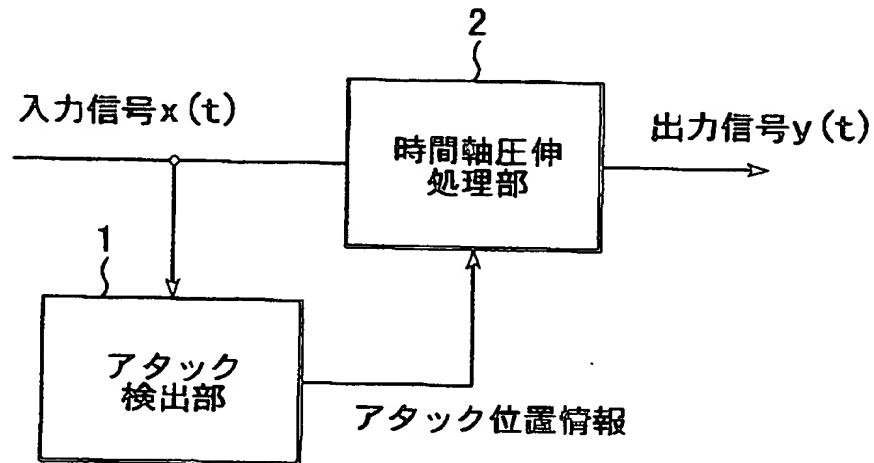 2
入力信号x(t)
時間軸圧伸
処理部
出力信号y(t)
1
アタック
検出部
アタック位置情報